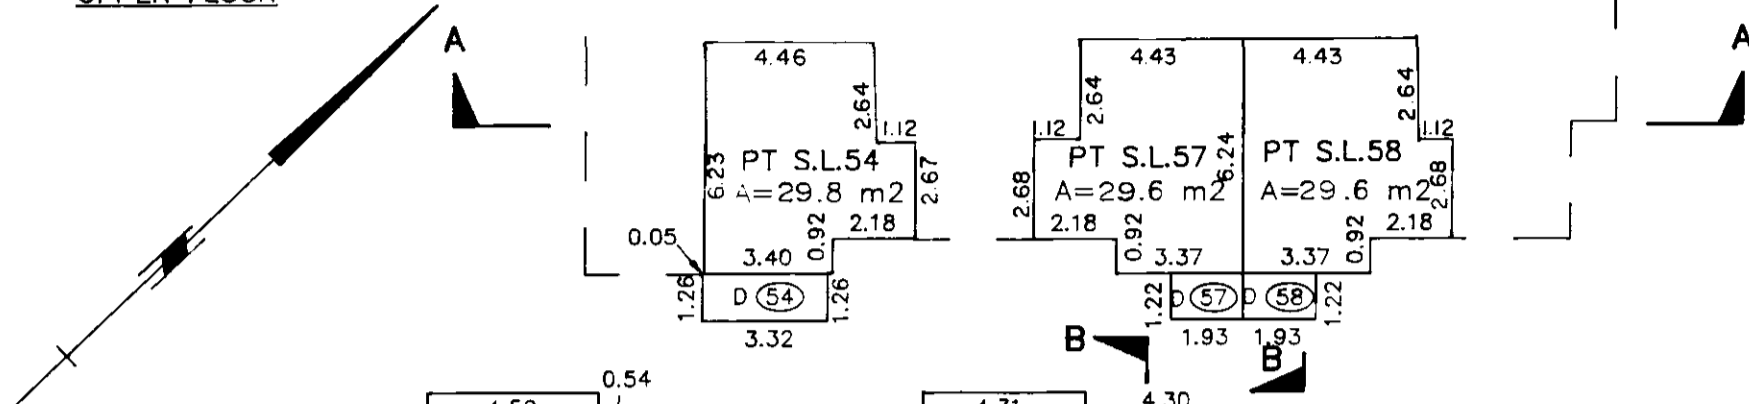 A
A
4.46
4.43
4.43
2.64
2.64
2.64
1.12
1.12
1.12
PT S.L.54
PT S.L.57
PT S.L.58
6.23
A=29.8 m2
2.67
2.68
A=29.6 m2
6.24
A=29.6 m2
2.68
2.18
2.18
2.18
0.05
0.92
0.92
0.92
3.40
3.37
3.37
1.26
D 54
1.26
1.22
D 57
D 58
1.22
3.32
1.93
1.93
B
B
0.54
4.30